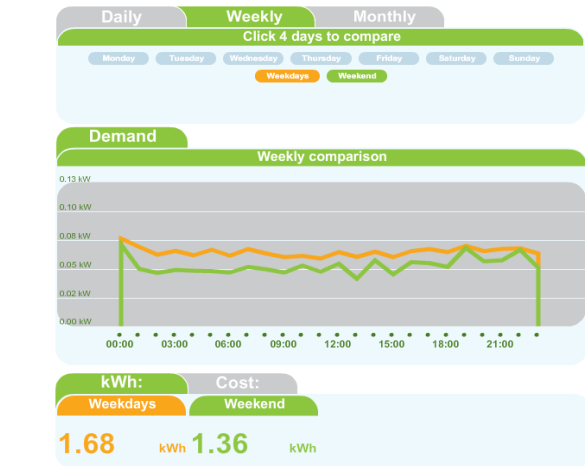 Daily Weekly Monthly
Click 4 days to compare
Monday Tuesday Wednesday Thursday Friday Saturday Sunday
Weekdays Weekend
Demand
Weekly comparison
0.13 kW
0.10 kW
0.08 kW
0.05 kW
0.02 kW
0.00 kW
00:00 03:00 06:00 09:00 12:00 15:00 18:00 21:00
kWh: Cost:
Weekdays Weekend
1.68 kWh 1.36 kWh